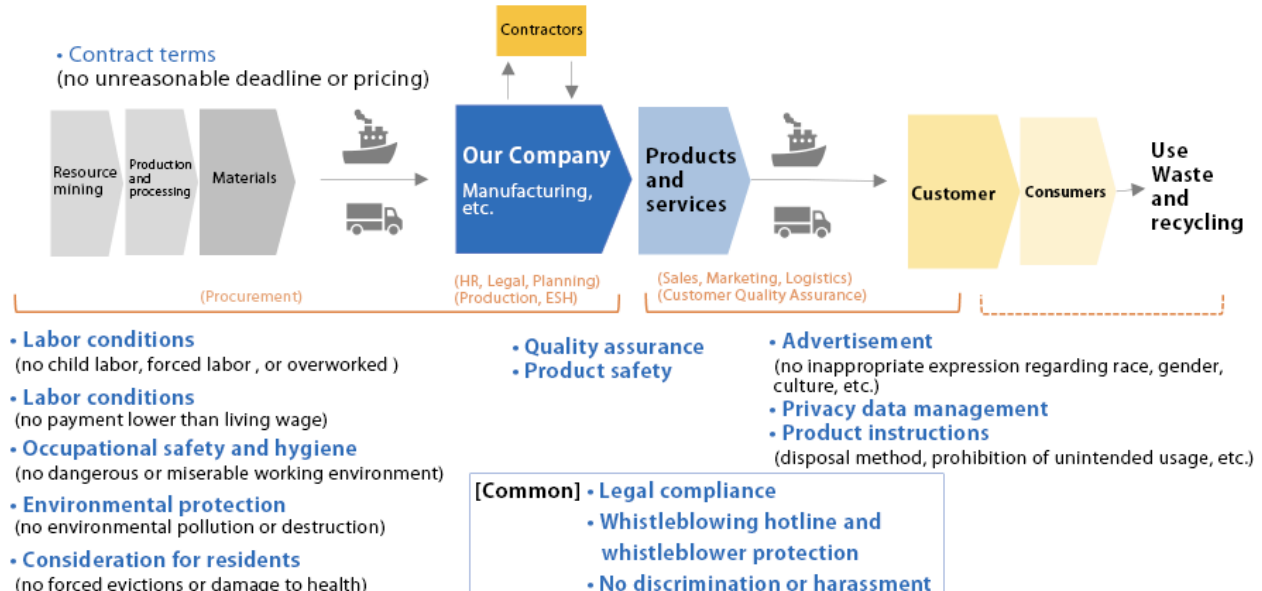 Contractors
• Contract terms
(no unreasonable deadline or pricing)
Resource
mining
Production
and
processing
Materials
Our Company
Manufacturing,
etc.
Products
and
services
Customer
Consumers
Use
Waste
and
recycling
(Procurement)
(HR, Legal, Planning)
(Production, ESH)
(Sales, Marketing, Logistics)
(Customer Quality Assurance)
• Labor conditions
(no child labor, forced labor , or overworked )
• Labor conditions
(no payment lower than living wage)
• Occupational safety and hygiene
(no dangerous or miserable working environment)
• Environmental protection
(no environmental pollution or destruction)
• Consideration for residents
(no forced evictions or damage to health)
• Quality assurance
• Product safety
• Advertisement
(no inappropriate expression regarding race, gender,
culture, etc.)
• Privacy data management
• Product instructions
(disposal method, prohibition of unintended usage, etc.)
[Common] • Legal compliance
• Whistleblowing hotline and
whistleblower protection
• No discrimination or harassment